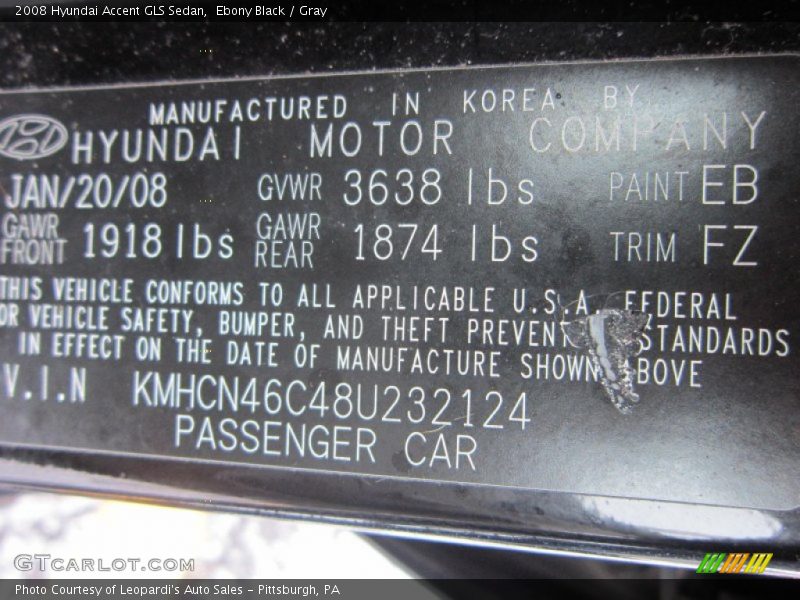 2008 Hyundai Accent GLS Sedan,  Ebony Black / Gray
MANUFACTURED IN KOREA BY
HYUNDAI MOTOR COMPANY
JAN/20/08 GVWR 3638 lbs PAINT EB
GAWR FRONT 1918 lbs GAWR REAR 1874 lbs TRIM FZ
THIS VEHICLE CONFORMS TO ALL APPLICABLE U.S.A. FEDERAL
OR VEHICLE SAFETY, BUMPER, AND THEFT PREVENT STANDARDS
IN EFFECT ON THE DATE OF MANUFACTURE SHOWN BOVE
V.I.N KMHCN46C48U232124
PASSENGER CAR
GTCARLOT.COM
Photo Courtesy of Leopardi's Auto Sales - Pittsburgh, PA